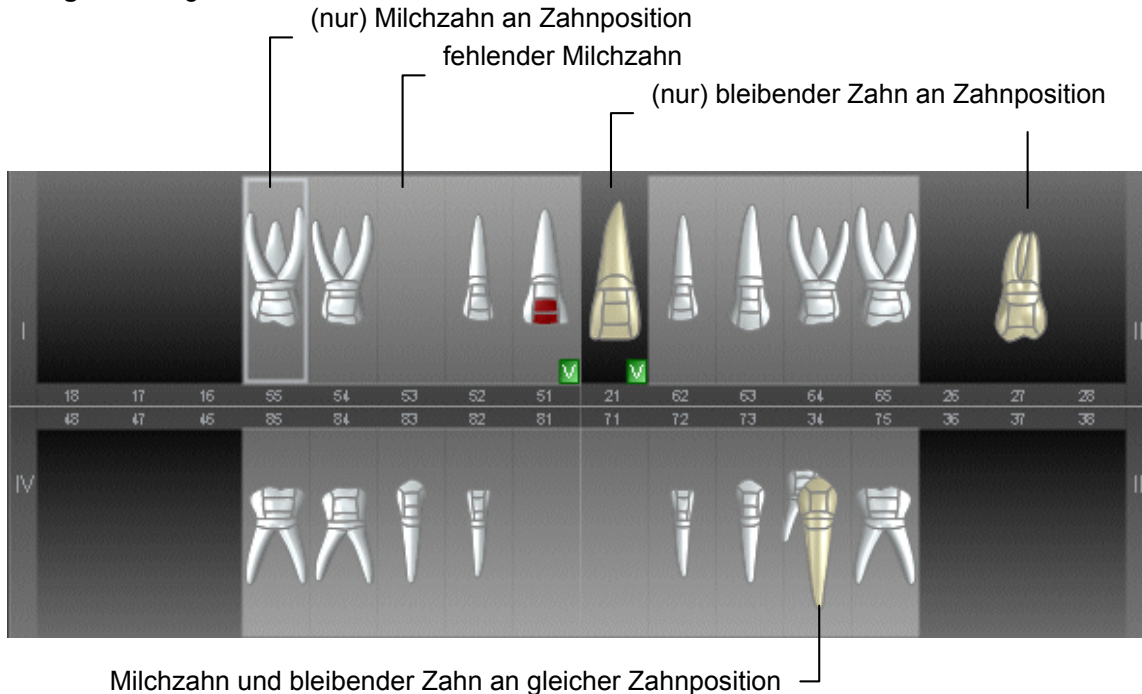 (nur) Milchzahn an Zahnposition
fehlender Milchzahn
(nur) bleibender Zahn an Zahnposition
I
V V
18 17 16 55 54 53 52 51 21 62 63 64 65 26 27 28
48 47 46 85 84 83 82 81 71 72 73 34 75 36 37 38
IV
Milchzahn und bleibender Zahn an gleicher Zahnposition